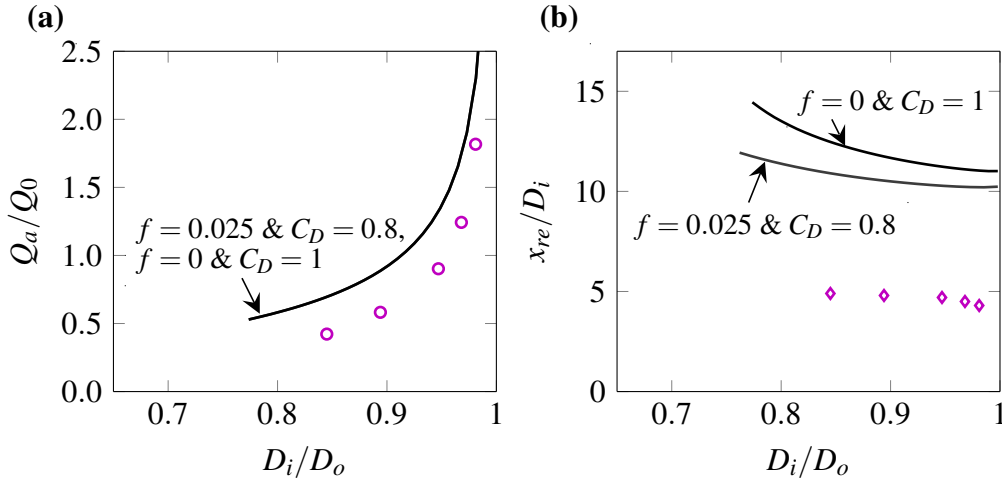 (a)
2.5
2.0
1.5
1.0
0.5
0.0
Q_a/Q_0
f = 0.025 & C_D = 0.8,
f = 0 & C_D = 1
0.7
0.8
0.9
1
D_i/D_o
(b)
15
10
5
0
x_{re}/D_i
f = 0 & C_D = 1
f = 0.025 & C_D = 0.8
0.7
0.8
0.9
1
D_i/D_o